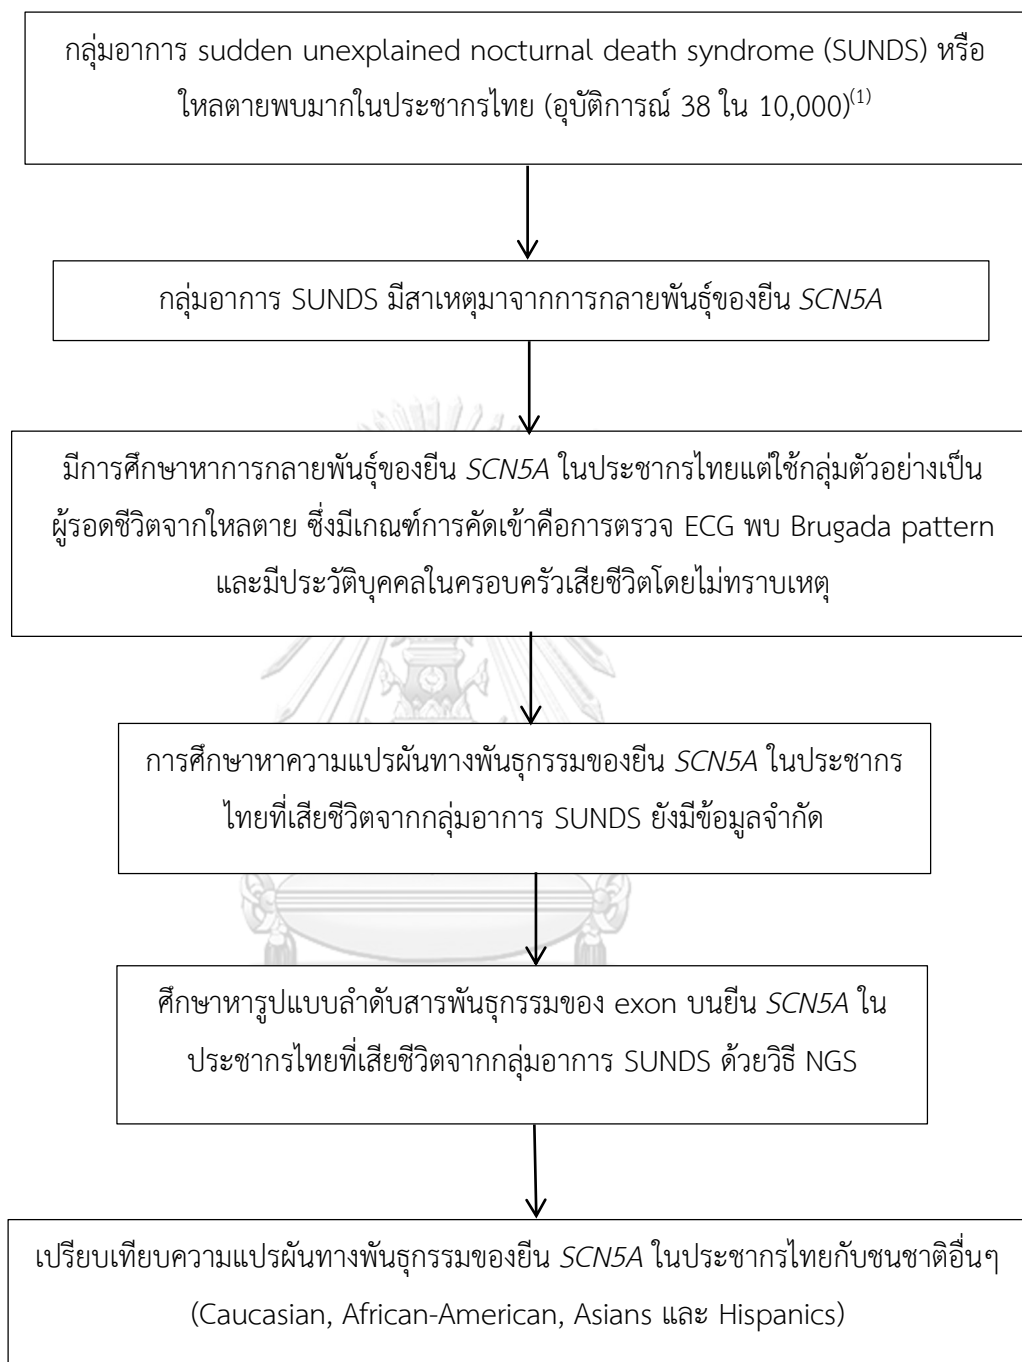 กลุ่มอาการ sudden unexplained nocturnal death syndrome (SUNDS) หรือ
ใหลตายพบมากในประชากรไทย (อุบัติการณ์ 38 ใน 10,000)(1)
กลุ่มอาการ SUNDS มีสาเหตุมาจากการกลายพันธุ์ของยีน SCN5A
มีการศึกษาหาการกลายพันธุ์ของยีน SCN5A ในประชากรไทยแต่ใช้กลุ่มตัวอย่างเป็น
ผู้รอดชีวิตจากใหลตาย ซึ่งมีเกณฑ์การคัดเข้าคือการตรวจ ECG พบ Brugada pattern
และมีประวัติบุคคลในครอบครัวเสียชีวิตโดยไม่ทราบเหตุ
การศึกษาหาความแปรผันทางพันธุกรรมของยีน SCN5A ในประชากร
ไทยที่เสียชีวิตจากกลุ่มอาการ SUNDS ยังมีข้อมูลจำกัด
ศึกษาหารูปแบบลำดับสารพันธุกรรมของ exon บนยีน SCN5A ใน
ประชากรไทยที่เสียชีวิตจากกลุ่มอาการ SUNDS ด้วยวิธี NGS
เปรียบเทียบความแปรผันทางพันธุกรรมของยีน SCN5A ในประชากรไทยกับชนชาติอื่นๆ
(Caucasian, African-American, Asians และ Hispanics)